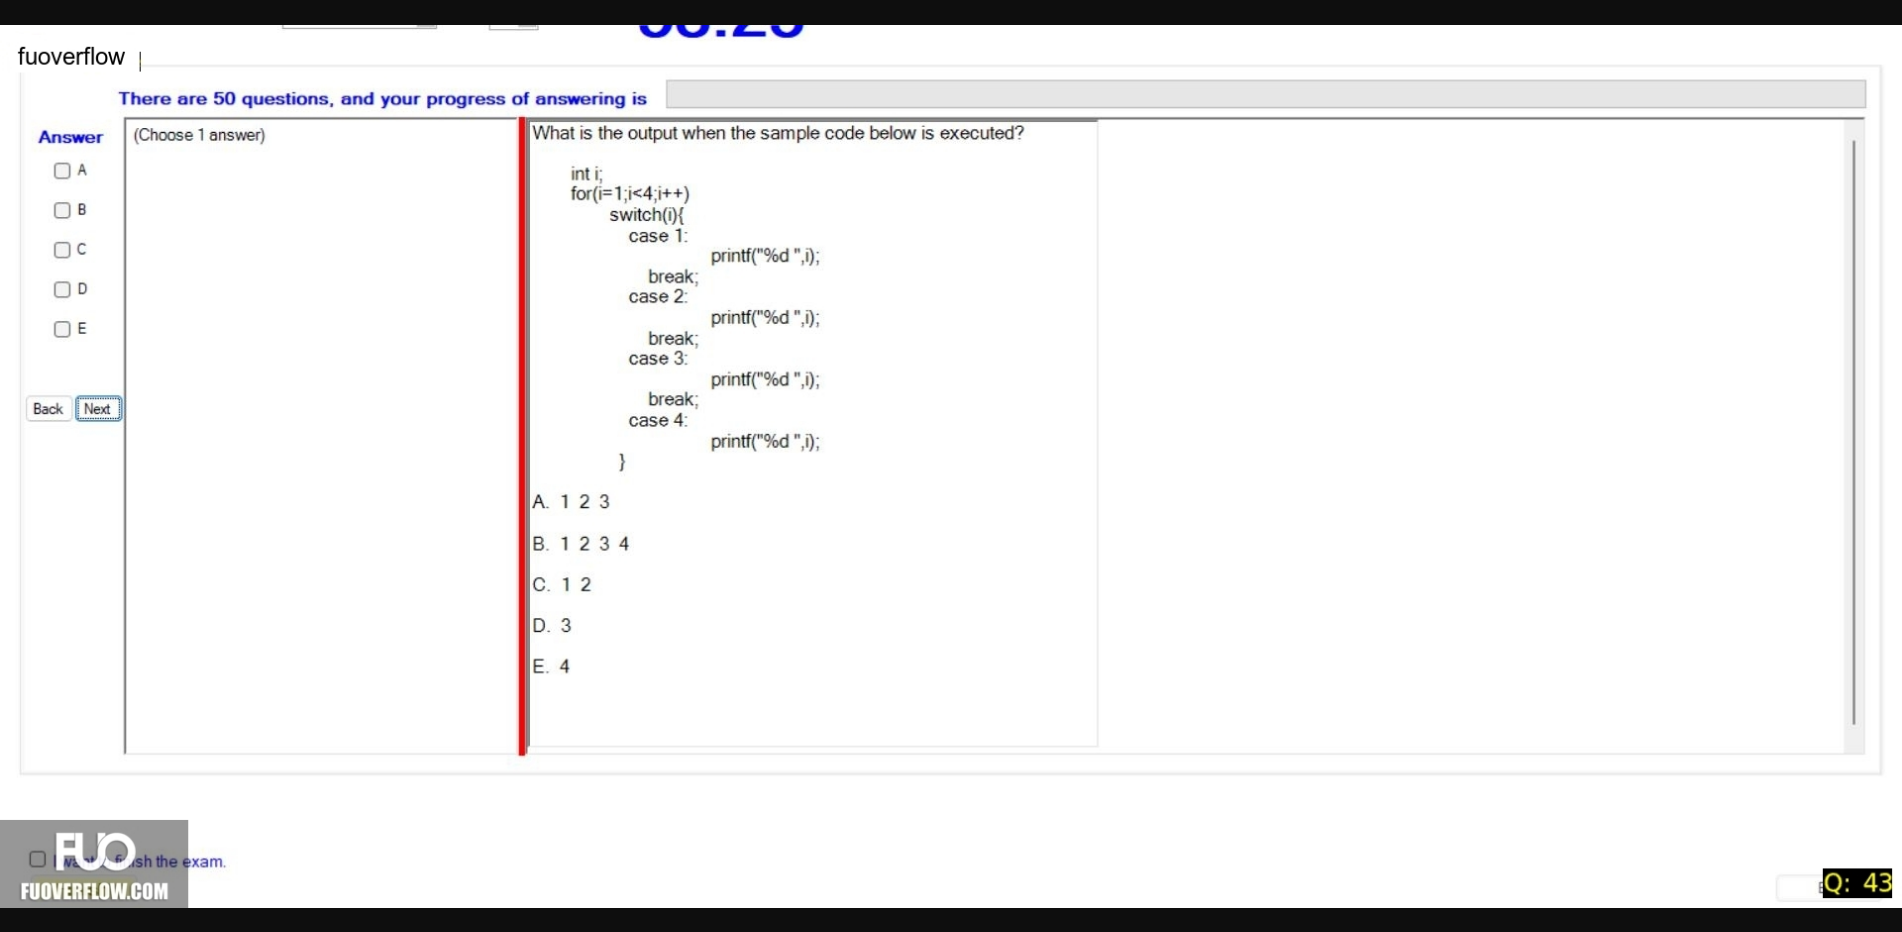 fuoverflow
There are 50 questions, and your progress of answering is
Answer
(Choose 1 answer)
A
B
C
D
E
Back Next
What is the output when the sample code below is executed?
int i;
for(i=1;i<4;i++)
switch(i){
case 1:
printf("%d ",i);
break;
case 2:
printf("%d ",i);
break;
case 3:
printf("%d ",i);
break;
case 4:
printf("%d ",i);
}
A. 1 2 3
B. 1 2 3 4
C. 1 2
D. 3
E. 4
FUO
the exam.
FUOVERFLOW.COM
Q: 43